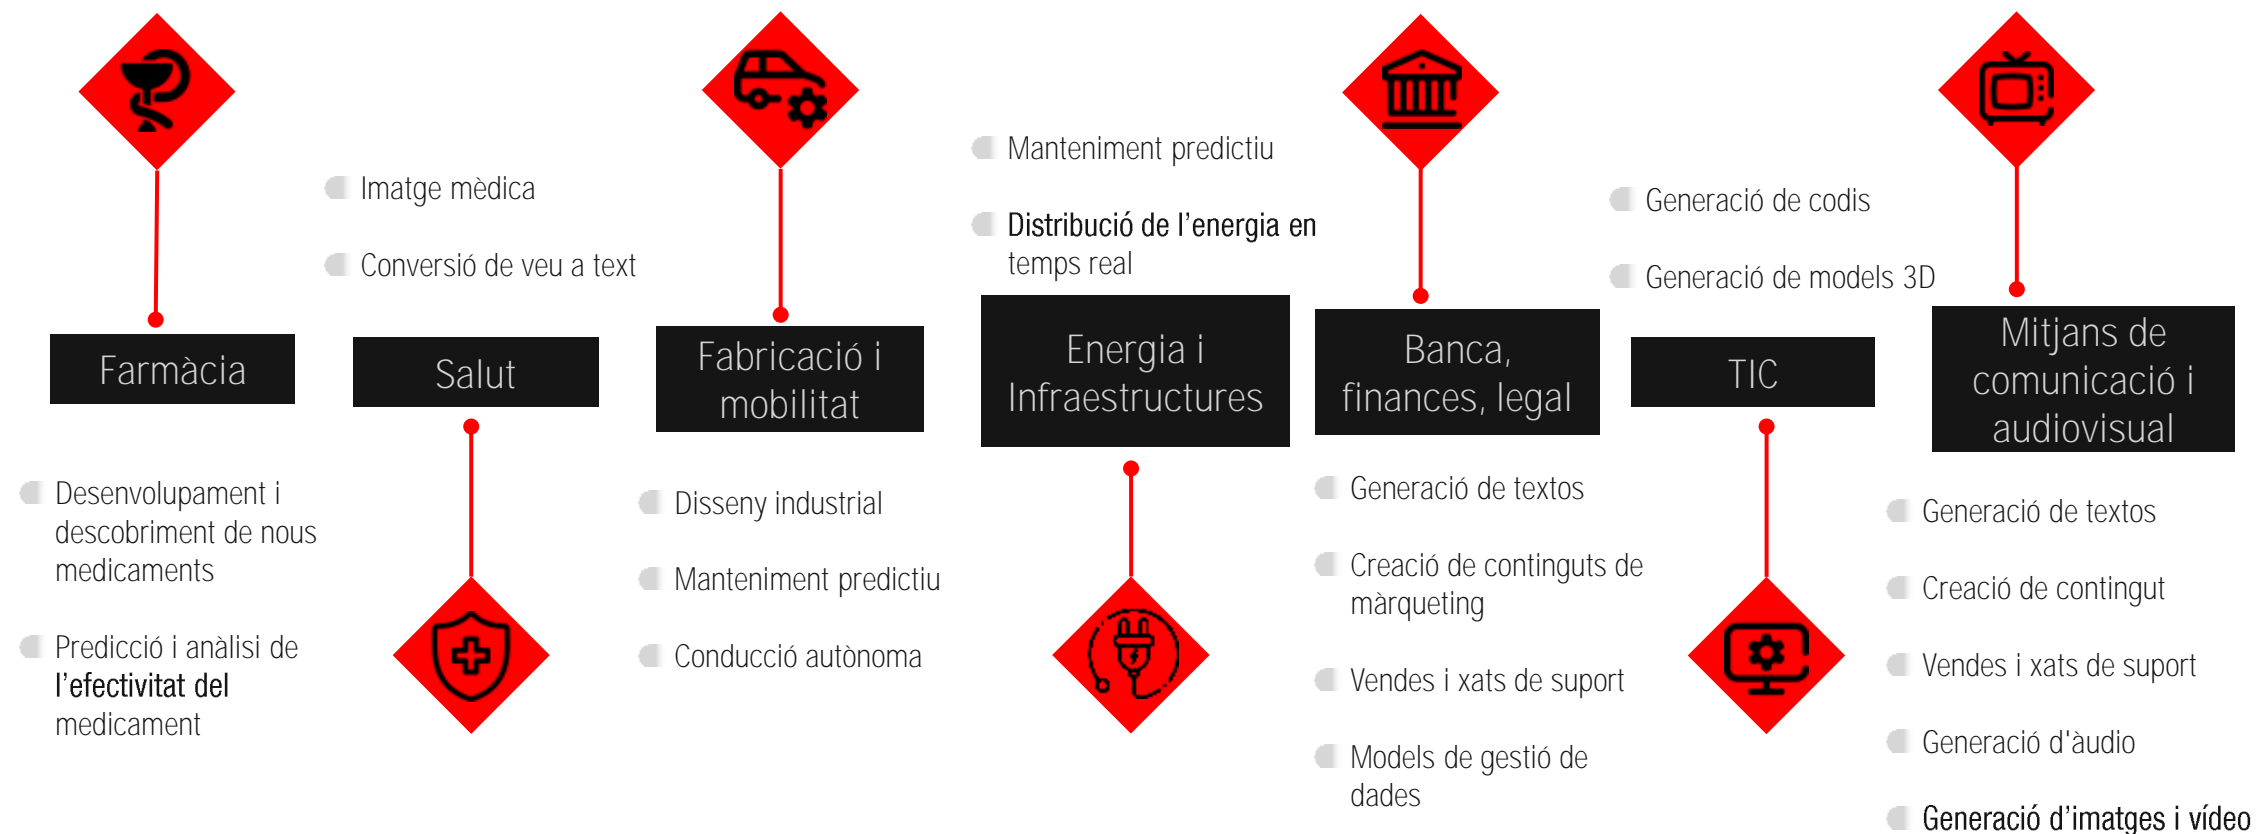 Farmàcia
Desenvolupament i
descobriment de nous
medicaments
Predicció i anàlisi de
l'efectivitat del
medicament
Imatge mèdica
Conversió de veu a text
Salut
Fabricació i
mobilitat
Disseny industrial
Manteniment predictiu
Conducció autònoma
Manteniment predictiu
Distribució de l'energia en
temps real
Energia i
Infraestructures
Banca,
finances, legal
Generació de textos
Creació de continguts de
màrqueting
Vendes i xats de suport
Models de gestió de
dades
Generació de codis
Generació de models 3D
TIC
Mitjans de
comunicació i
audiovisual
Generació de textos
Creació de contingut
Vendes i xats de suport
Generació d'àudio
Generació d'imatges i vídeo